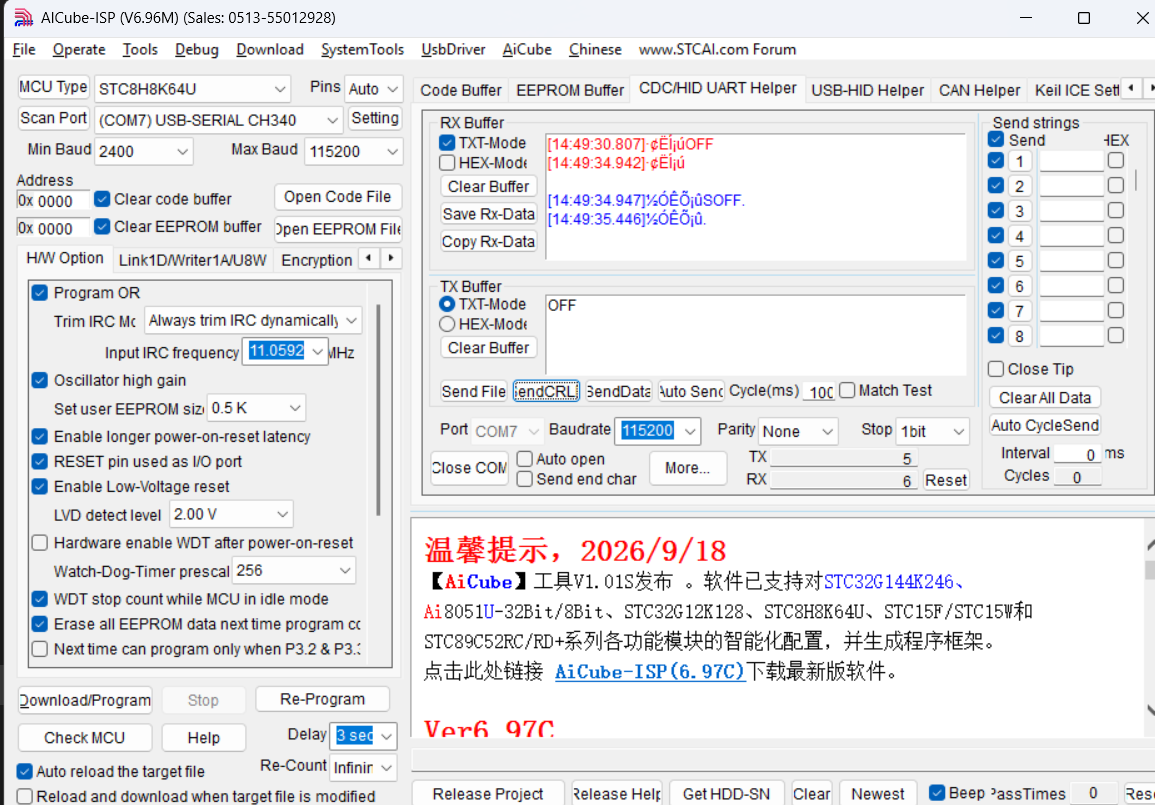 AICube-ISP (V6.96M) (Sales: 0513-55012928)
File Operate Tools Debug Download SystemTools UsbDriver AiCube Chinese www.STCAI.com Forum
MCU Type STC8H8K64U Pins Auto
Scan Port (COM7) USB-SERIAL CH340 Setting
Min Baud 2400 Max Baud 115200
Address
0x 0000 Clear code buffer Open Code File
0x 0000 Clear EEPROM buffer Open EEPROM File
H/W Option Link1D/Writer1A/U8W Encryption
Program OR
Trim IRC Mo Always trim IRC dynamically
Input IRC frequency 11.0592 MHz
Oscillator high gain
Set user EEPROM size 0.5 K
Enable longer power-on-reset latency
RESET pin used as I/O port
Enable Low-Voltage reset
LVD detect level 2.00 V
Hardware enable WDT after power-on-reset
Watch-Dog-Timer prescal 256
WDT stop count while MCU in idle mode
Erase all EEPROM data next time program co
Next time can program only when P3.2 & P3.3
Download/Program Stop Re-Program
Check MCU Help Delay 3 sec
Auto reload the target file Re-Count Infinin
Reload and download when target file is modified
Code Buffer EEPROM Buffer CDC/HID UART Helper USB-HID Helper CAN Helper Keil ICE Sett
RX Buffer
TXT-Mode
HEX-Mode
Clear Buffer
Save Rx-Data
Copy Rx-Data
[14:49:30.807]·¢ËÍ¡úOFF
[14:49:34.942]·¢ËÍ¡ú
[14:49:34.947]½ÓÊÕ¡ûSOFF.
[14:49:35.446]½ÓÊÕ¡û.
TX Buffer
TXT-Mode
HEX-Mode
Clear Buffer
OFF
Send File SendCRL SendData Auto Send Cycle(ms) 100 Match Test
Port COM7 Baudrate 115200 Parity None Stop 1bit
Close COM Auto open More... TX 5
Send end char RX 6 Reset
Send strings
Send HEX
1
2
3
4
5
6
7
8
Close Tip
Clear All Data
Auto CycleSend
Interval 0 ms
Cycles 0
温馨提示，2026/9/18
【AiCube】工具V1.01S发布 。软件已支持对STC32G144K246、
Ai8051U-32Bit/8Bit、STC32G12K128、STC8H8K64U、STC15F/STC15W和
STC89C52RC/RD+系列各功能模块的智能化配置，并生成程序框架。
点击此处链接 AiCube-ISP(6.97C)下载最新版软件。
Ver6.97C
Release Project Release Help Get HDD-SN Clear Newest Beep PassTimes 0 Rese